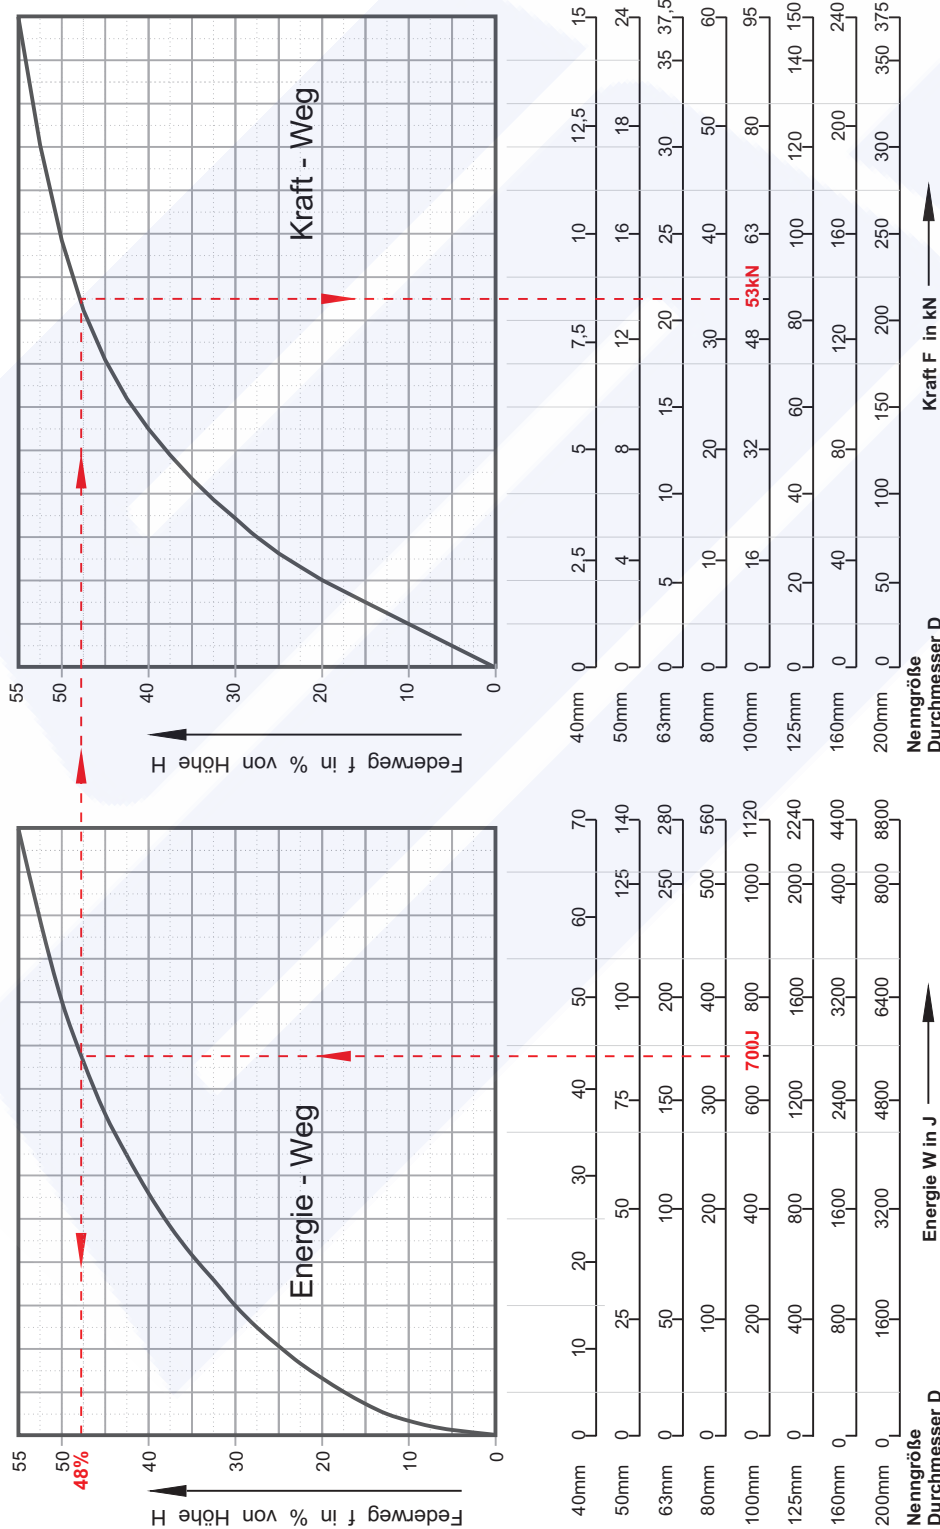 Energie - Weg
Federweg f in % von Höhe H
55
50
48%
40
30
20
10
0
700J
40mm 0 10 20 30 40 50 60 70
50mm 0 25 50 75 100 125 140
63mm 0 50 100 150 200 250 280
80mm 0 100 200 300 400 500 560
100mm 0 200 400 600 800 1000 1120
125mm 0 400 800 1200 1600 2000 2240
160mm 0 800 1600 2400 3200 4000 4400
200mm 0 1600 3200 4800 6400 8000 8800
Nenngröße
Durchmesser D
Energie W in J
Kraft - Weg
Federweg f in % von Höhe H
55
50
40
30
20
10
0
53kN
40mm 0 2,5 5 7,5 10 12,5 15
50mm 0 4 8 12 16 18 24
63mm 0 5 10 15 20 25 30 35 37,5
80mm 0 10 20 30 40 50 60
100mm 0 16 32 48 63 80 95
125mm 0 20 40 60 80 100 120 140 150
160mm 0 40 80 120 160 200 240
200mm 0 50 100 150 200 250 300 350 375
Nenngröße
Durchmesser D
Kraft F in kN